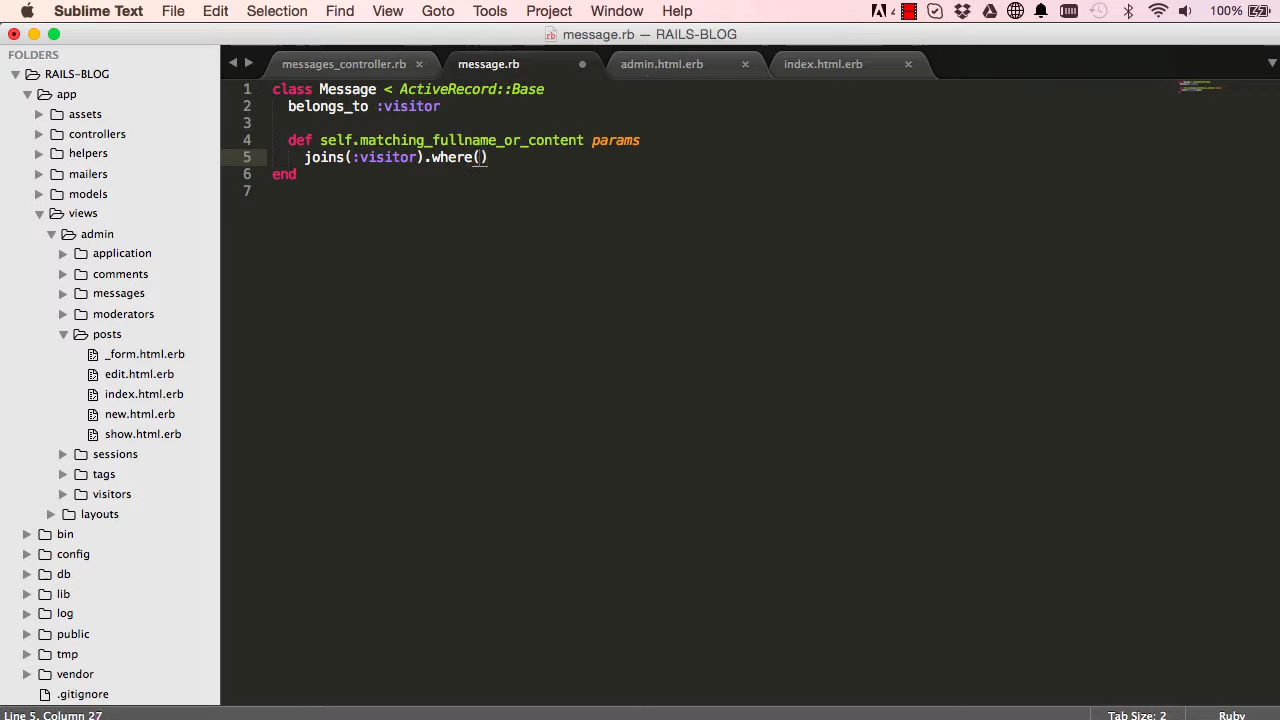 Sublime Text File Edit Selection Find View Goto Tools Project Window Help 4 100%
message.rb — RAILS-BLOG
FOLDERS
RAILS-BLOG
app
assets
controllers
helpers
mailers
models
views
admin
application
comments
messages
moderators
posts
_form.html.erb
edit.html.erb
index.html.erb
new.html.erb
show.html.erb
sessions
tags
visitors
layouts
bin
config
db
lib
log
public
tmp
vendor
.gitignore
messages_controller.rb × message.rb admin.html.erb × index.html.erb ×
1 class Message < ActiveRecord::Base
2 belongs_to :visitor
3
4 def self.matching_fullname_or_content params
5 joins(:visitor).where()
6 end
7
Line 5, Column 27 Tab Size: 2 Ruby